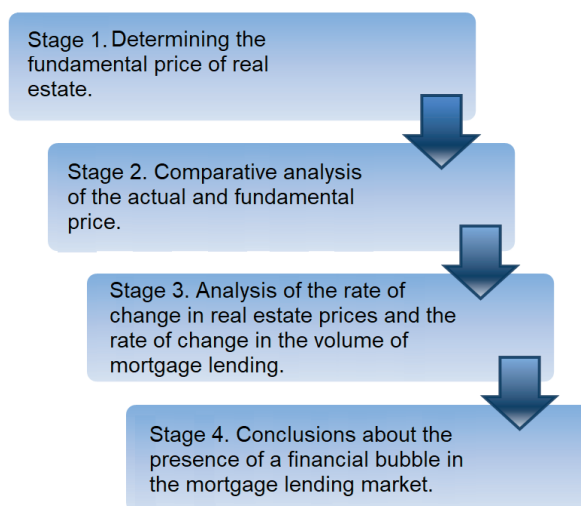 Stage 1. Determining the
fundamental price of real
estate.
Stage 2. Comparative analysis
of the actual and fundamental
price.
Stage 3. Analysis of the rate of
change in real estate prices and the
rate of change in the volume of
mortgage lending.
Stage 4. Conclusions about the
presence of a financial bubble in
the mortgage lending market.